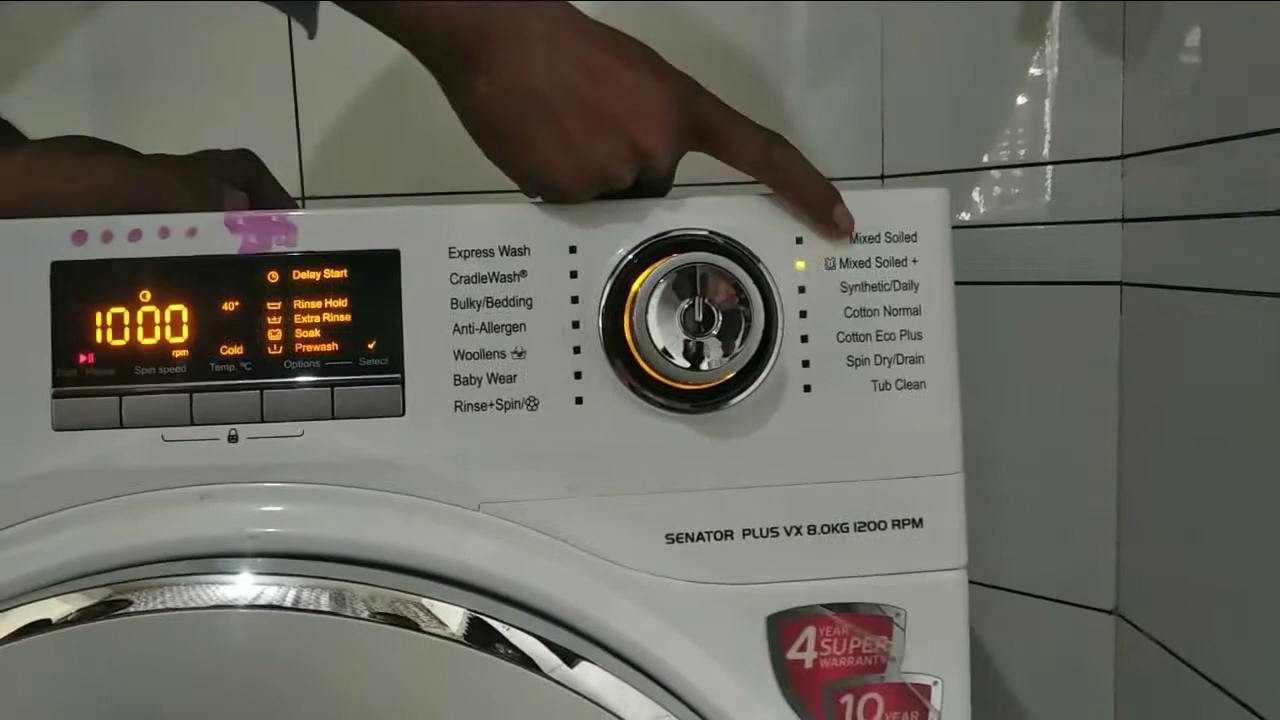 Delay Start
1000
rpm
40°
Rinse Hold
Extra Rinse
Soak
Prewash
Cold
Spin speed
Temp. °C
Options
Select
Express Wash
CradleWash®
Bulky/Bedding
Anti-Allergen
Woollens
Baby Wear
Rinse+Spin/
Mixed Soiled
Mixed Soiled +
Synthetic/Daily
Cotton Normal
Cotton Eco Plus
Spin Dry/Drain
Tub Clean
SENATOR PLUS VX 8.0KG 1200 RPM
4 YEAR
SUPER
WARRANTY
10 YEAR